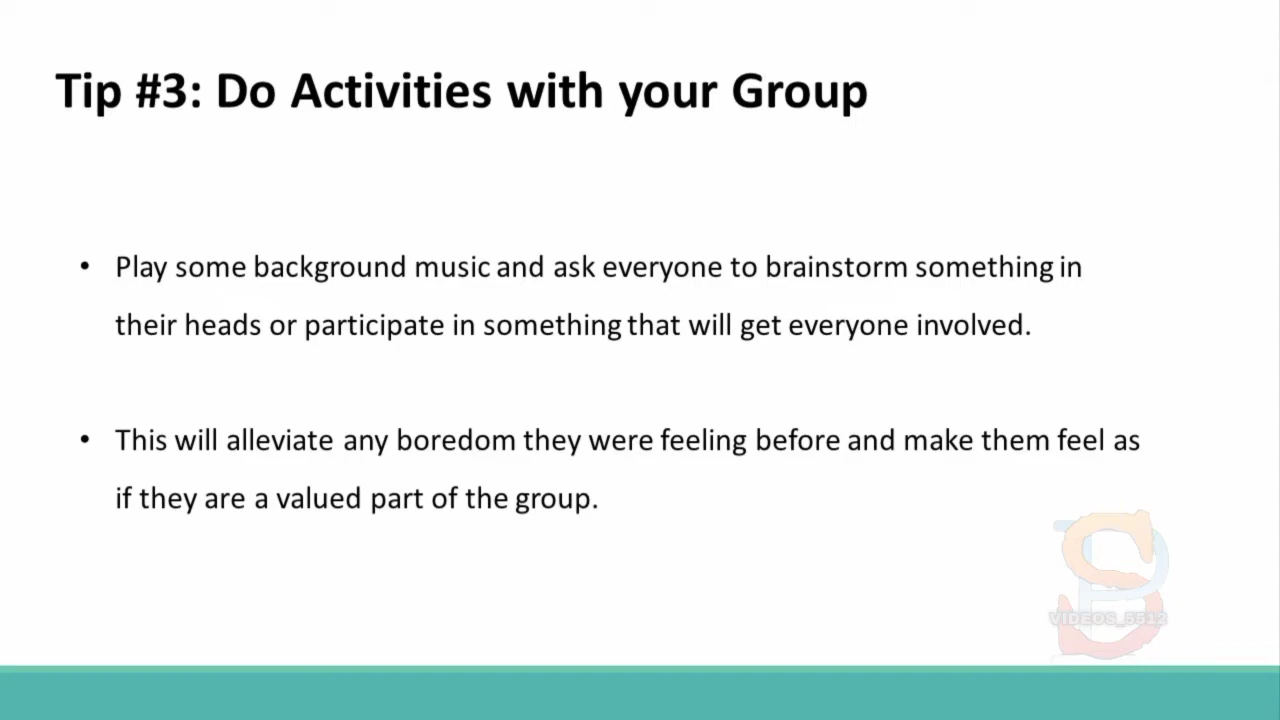 Tip #3: Do Activities with your Group
• Play some background music and ask everyone to brainstorm something in
their heads or participate in something that will get everyone involved.
• This will alleviate any boredom they were feeling before and make them feel as
if they are a valued part of the group.
VIDEOS_5512